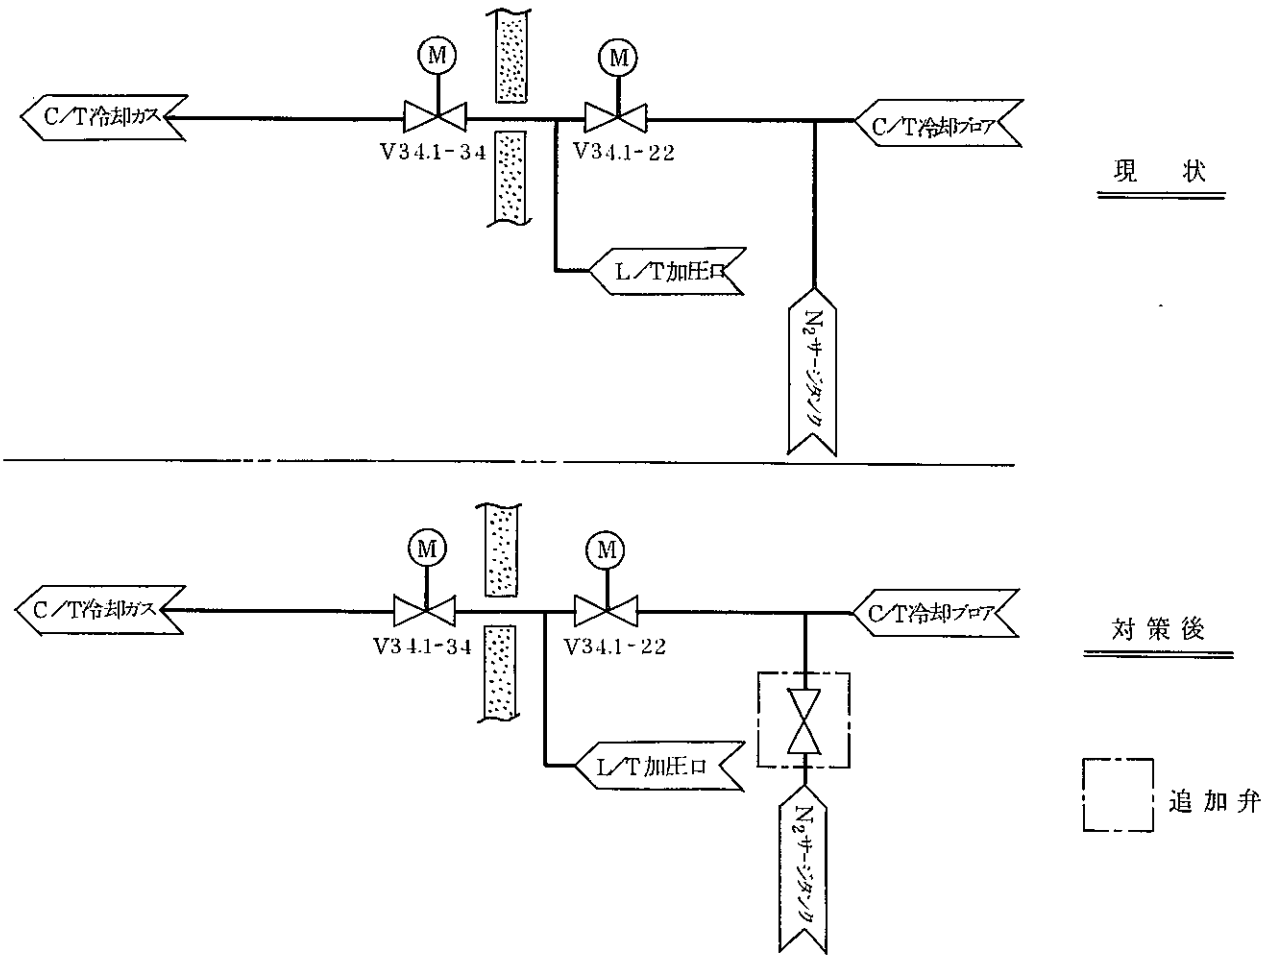 M
M
C/T冷却ガス
C/T冷却ブロア
V34.1-34
V34.1-22
現 状
L/T加圧口
N₂サージタンク
M
M
C/T冷却ガス
C/T冷却ブロア
V34.1-34
V34.1-22
対策後
L/T加圧口
追加弁
N₂サージタンク